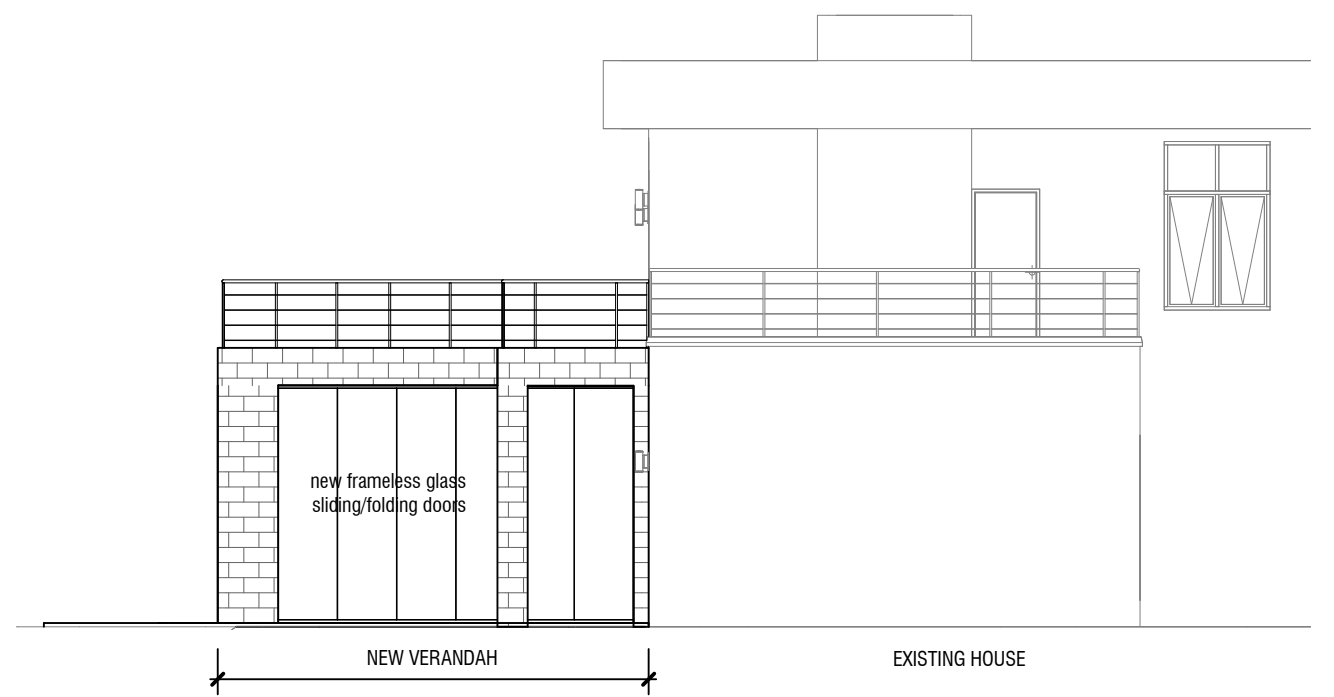 new frameless glass
sliding/folding doors
NEW VERANDAH
EXISTING HOUSE